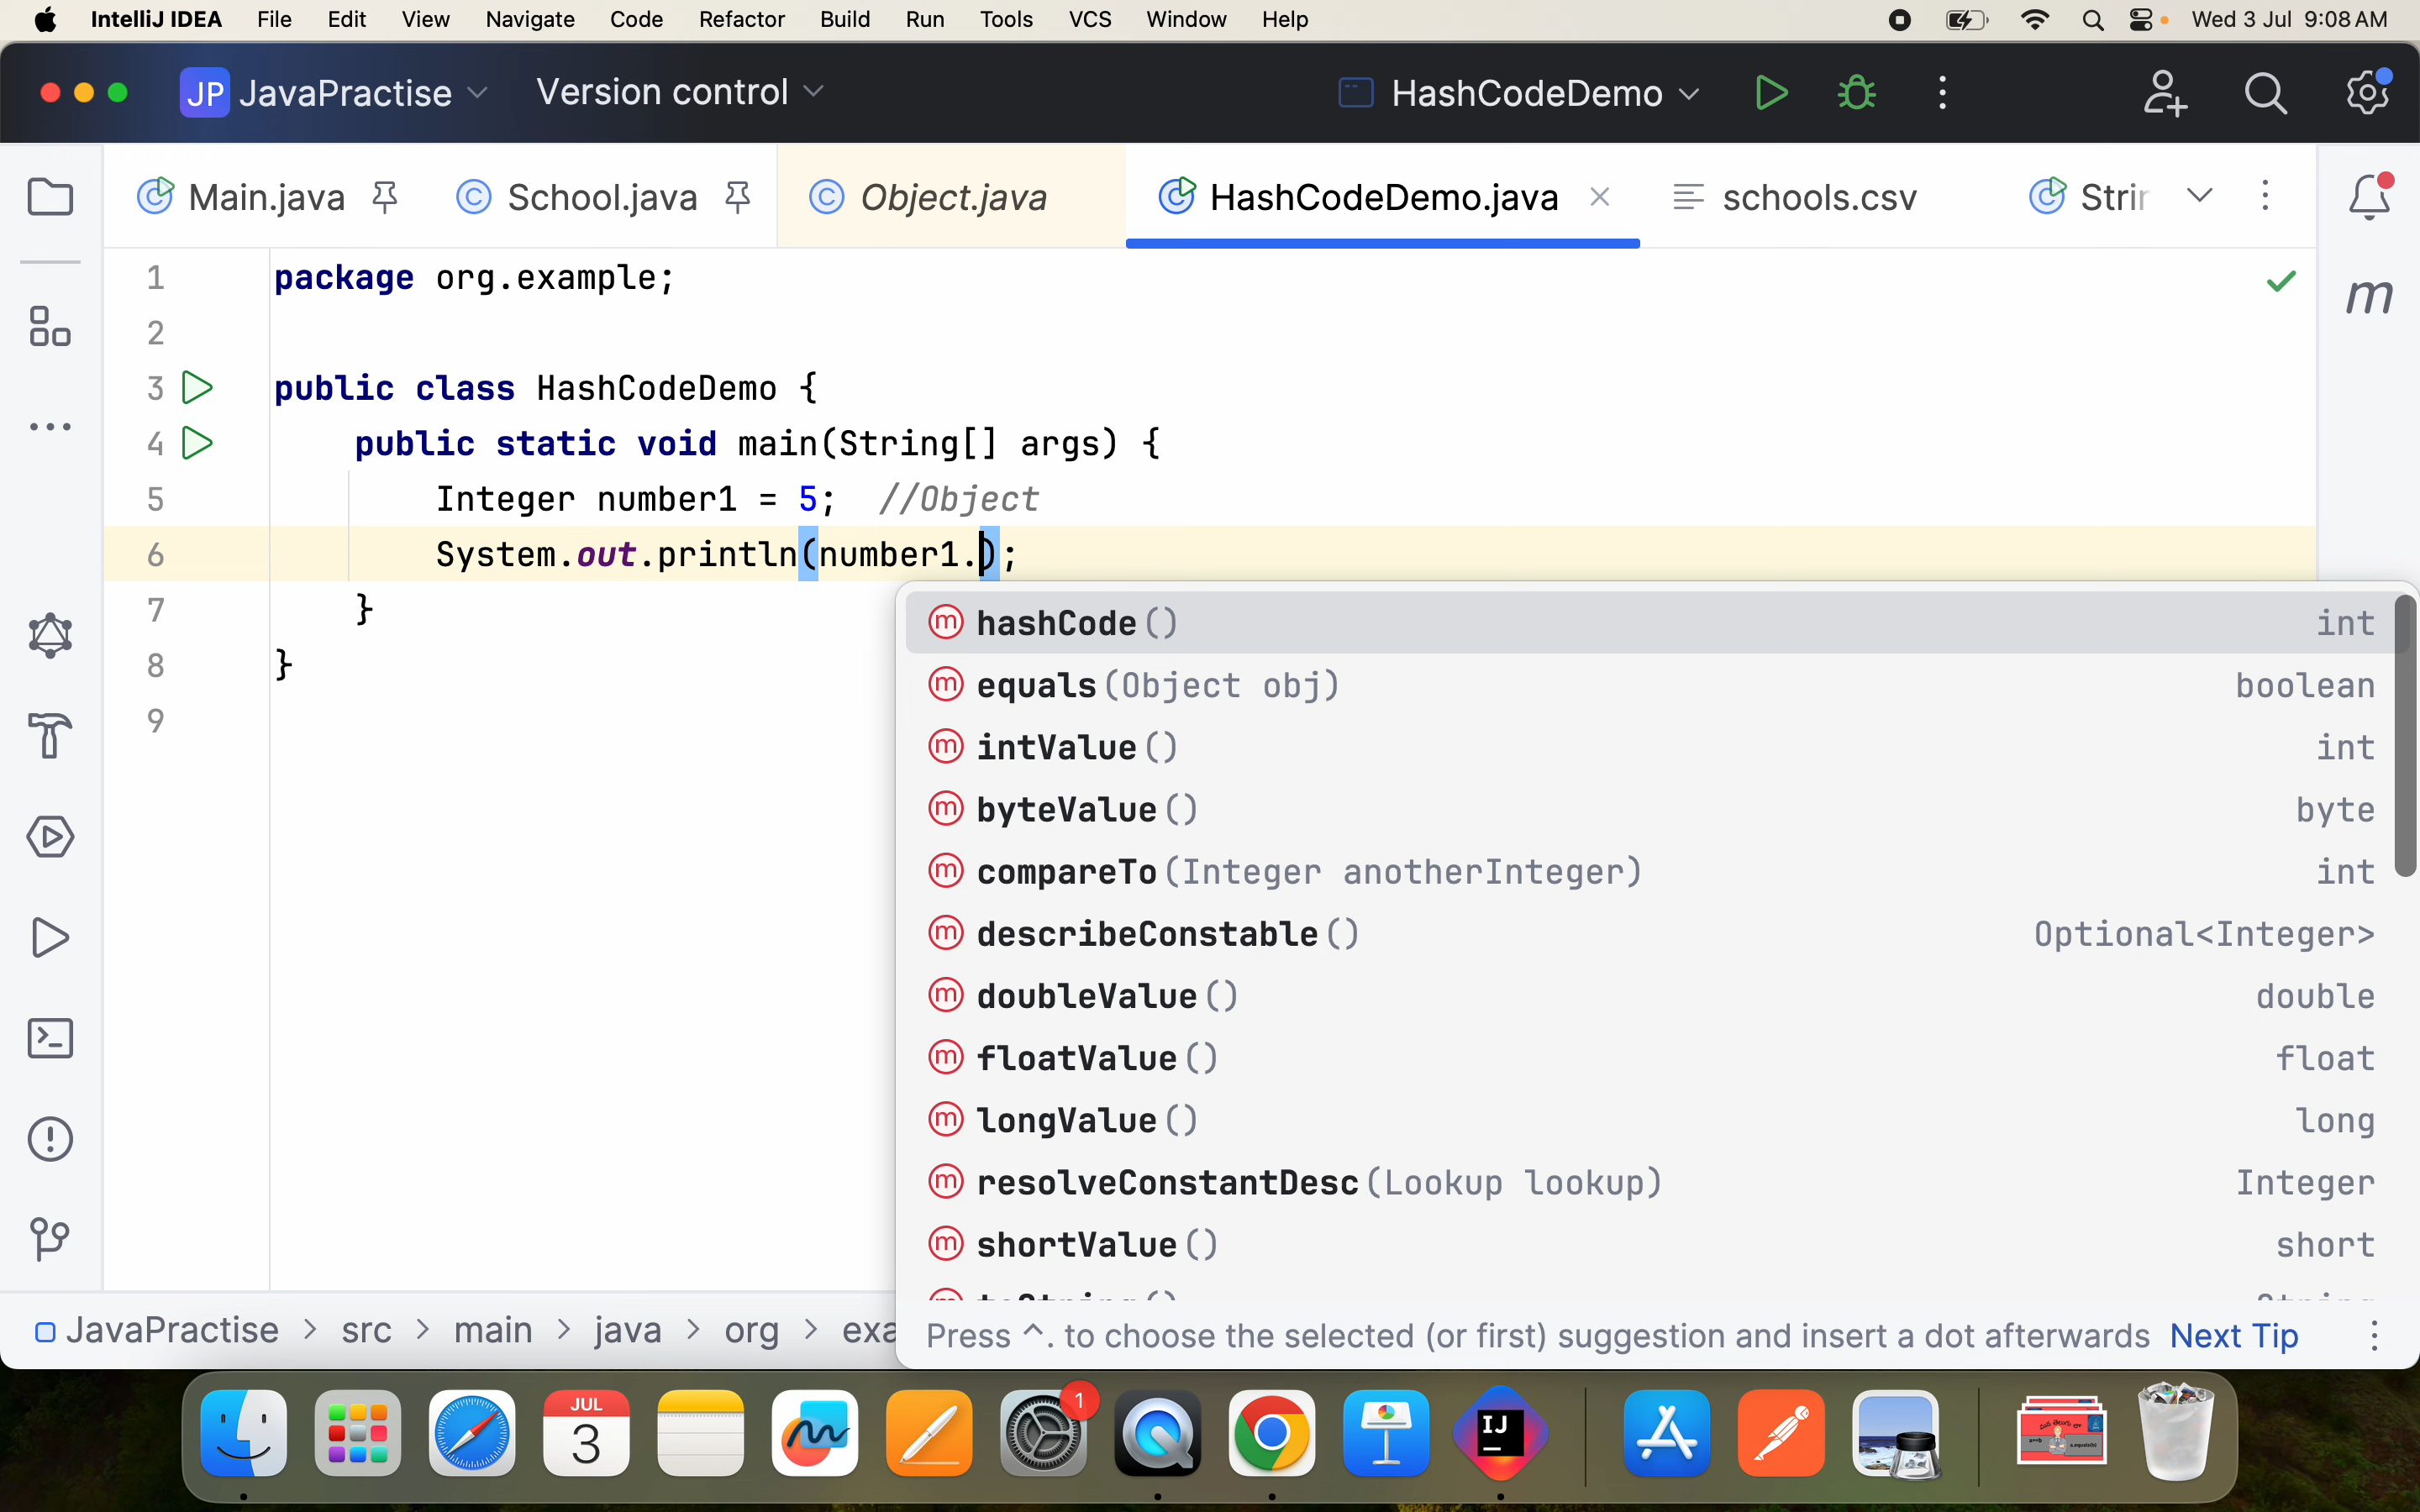 IntelliJ IDEA File Edit View Navigate Code Refactor Build Run Tools VCS Window Help Wed 3 Jul 9:08 AM
JP JavaPractise Version control HashCodeDemo
Main.java School.java Object.java HashCodeDemo.java schools.csv Strin
1 package org.example;
2
3 public class HashCodeDemo {
4 public static void main(String[] args) {
5 Integer number1 = 5; //Object
6 System.out.println(number1.);
7 }
8 }
9
m
m hashCode() int
m equals(Object obj) boolean
m intValue() int
m byteValue() byte
m compareTo(Integer anotherInteger) int
m describeConstable() Optional<Integer>
m doubleValue() double
m floatValue() float
m longValue() long
m resolveConstantDesc(Lookup lookup) Integer
m shortValue() short
m toString() String
JavaPractise > src > main > java > org > exa
Press ^. to choose the selected (or first) suggestion and insert a dot afterwards Next Tip
JUL
3
1
IJ